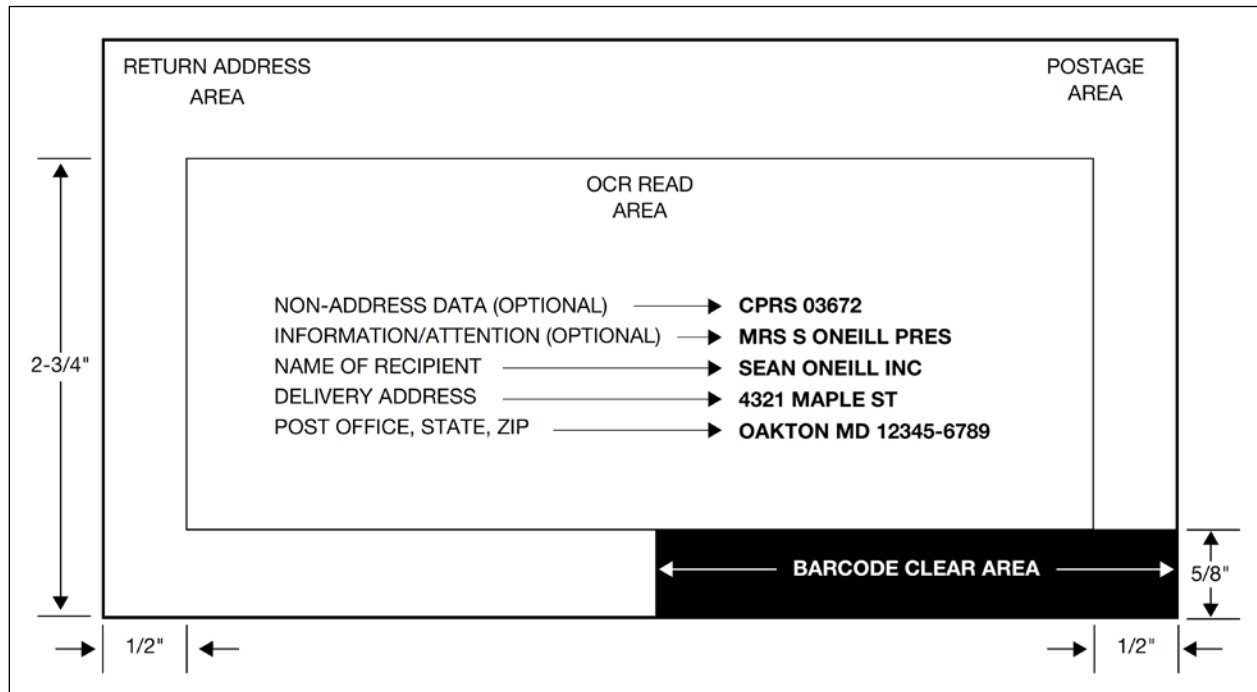 RETURN ADDRESS
AREA
POSTAGE
AREA
OCR READ
AREA
NON-ADDRESS DATA (OPTIONAL) CPRS 03672
INFORMATION/ATTENTION (OPTIONAL) MRS S ONEILL PRES
NAME OF RECIPIENT SEAN ONEILL INC
DELIVERY ADDRESS 4321 MAPLE ST
POST OFFICE, STATE, ZIP OAKTON MD 12345-6789
2-3/4"
BARCODE CLEAR AREA
5/8"
1/2"
1/2"